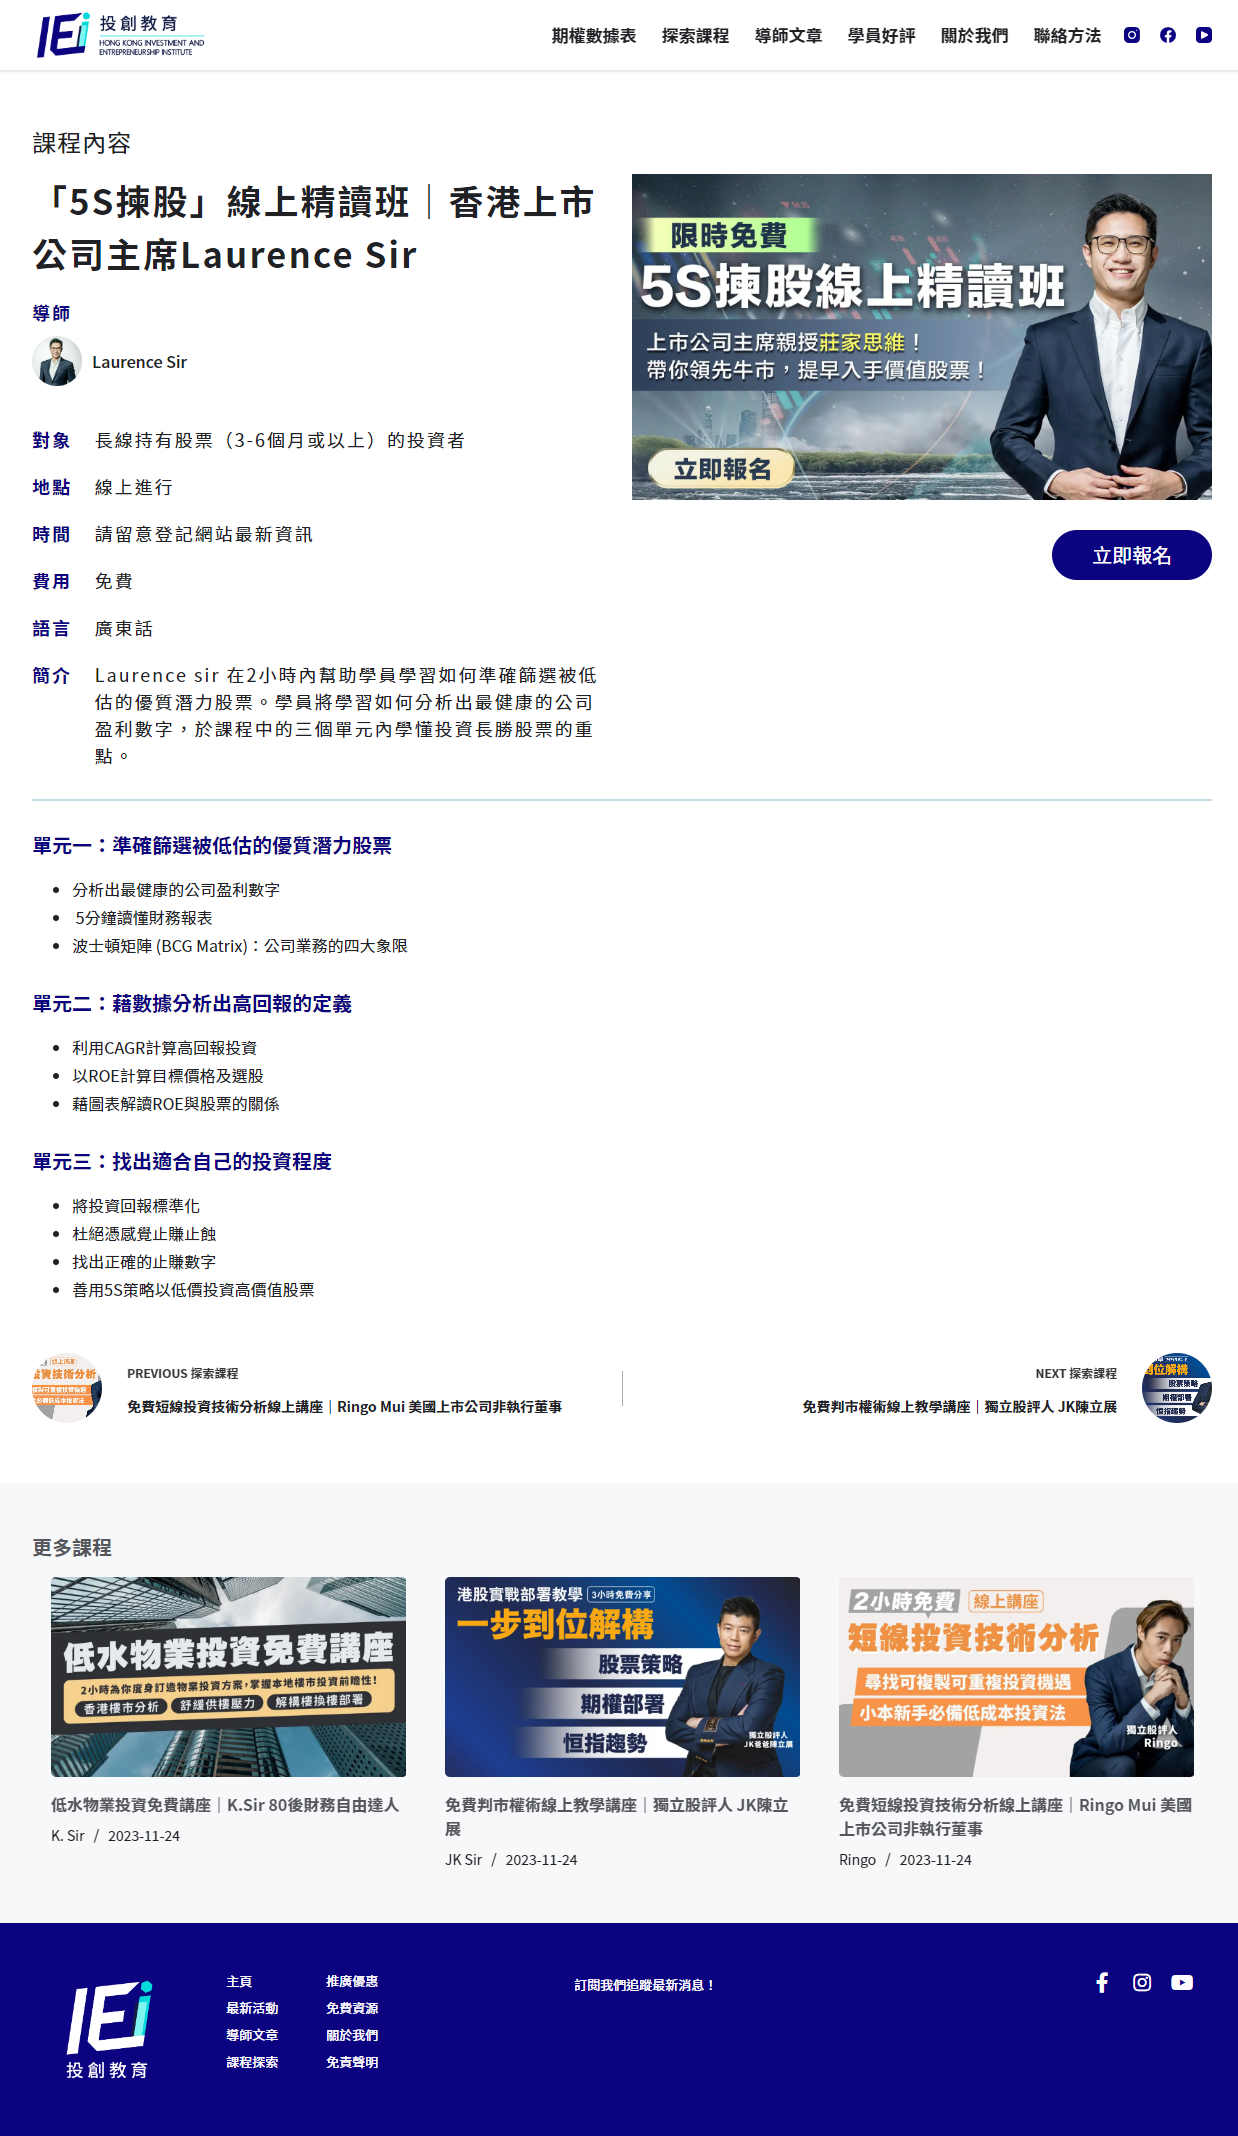 投創教育
HONG KONG INVESTMENT AND
ENTREPRENEURSHIP INSTITUTE
期權數據表
探索課程
導師文章
學員好評
關於我們
聯絡方法
課程內容
「5S揀股」線上精讀班｜香港上市
公司主席Laurence Sir
導師
Laurence Sir
對象 長線持有股票（3-6個月或以上）的投資者
地點 線上進行
時間 請留意登記網站最新資訊
費用 免費
語言 廣東話
簡介 Laurence sir 在2小時內幫助學員學習如何準確篩選被低
估的優質潛力股票。學員將學習如何分析出最健康的公司
盈利數字，於課程中的三個單元內學懂投資長勝股票的重
點。
限時免費
5S揀股線上精讀班
上市公司主席親授莊家思維！
帶你領先牛市，提早入手價值股票！
立即報名
立即報名
單元一：準確篩選被低估的優質潛力股票
分析出最健康的公司盈利數字
5分鐘讀懂財務報表
波士頓矩陣 (BCG Matrix)：公司業務的四大象限
單元二：藉數據分析出高回報的定義
利用CAGR計算高回報投資
以ROE計算目標價格及選股
藉圖表解讀ROE與股票的關係
單元三：找出適合自己的投資程度
將投資回報標準化
杜絕憑感覺止賺止蝕
找出正確的止賺數字
善用5S策略以低價投資高價值股票
PREVIOUS 探索課程
免費短線投資技術分析線上講座｜Ringo Mui 美國上市公司非執行董事
NEXT 探索課程
免費判市權術線上教學講座｜獨立股評人 JK陳立展
更多課程
低水物業投資免費講座
2小時為你度身訂造物業投資方案,掌握本地樓市投資前瞻性!
香港樓市分析
舒緩供樓壓力
解構樓換樓部署
低水物業投資免費講座｜K.Sir 80後財務自由達人
K. Sir / 2023-11-24
港股實戰部署教學
3小時免費分享
一步到位解構
股票策略
期權部署
恒指趨勢
獨立股評人
JK爸爸陳立展
免費判市權術線上教學講座｜獨立股評人 JK陳立
展
JK Sir / 2023-11-24
2小時免費
線上講座
短線投資技術分析
尋找可複製可重複投資機遇
小本新手必備低成本投資法
獨立股評人
Ringo
免費短線投資技術分析線上講座｜Ringo Mui 美國
上市公司非執行董事
Ringo / 2023-11-24
投創教育
主頁
最新活動
導師文章
課程探索
推廣優惠
免費資源
關於我們
免責聲明
訂閱我們追蹤最新消息！